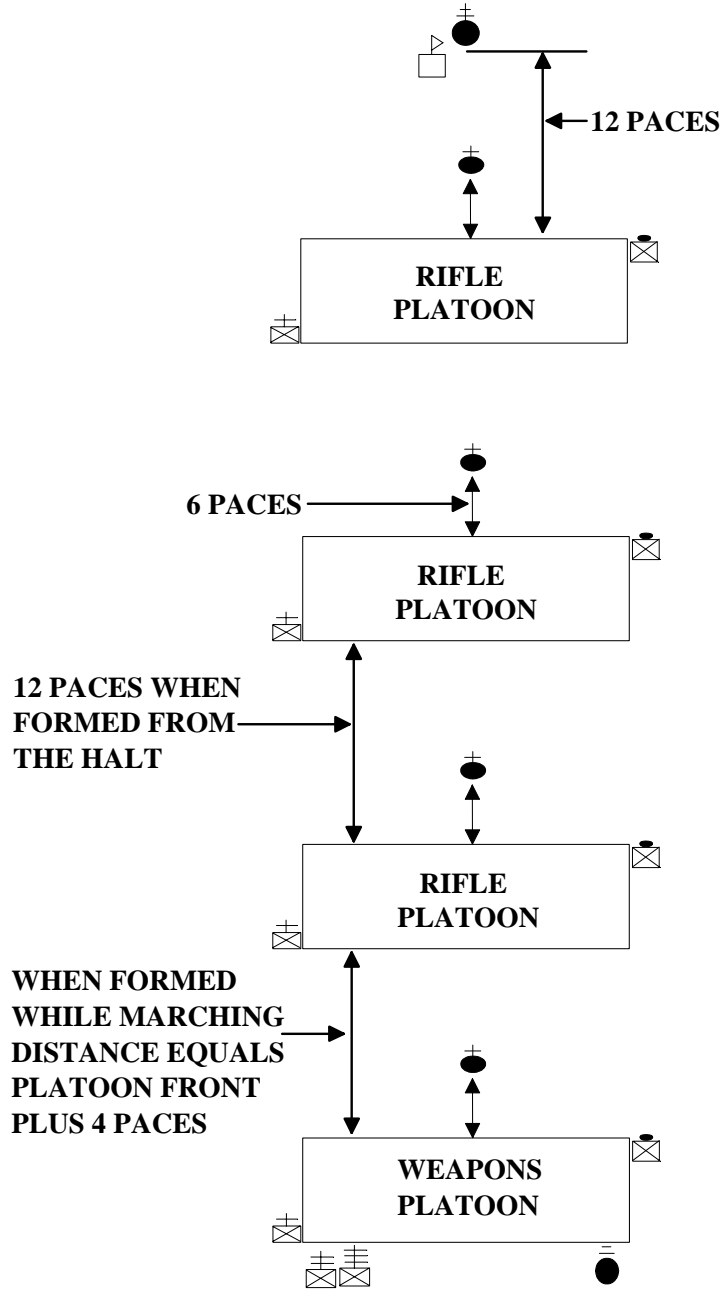 12 PACES
RIFLE
PLATOON
6 PACES
RIFLE
PLATOON
12 PACES WHEN
FORMED FROM
THE HALT
RIFLE
PLATOON
WHEN FORMED
WHILE MARCHING
DISTANCE EQUALS
PLATOON FRONT
PLUS 4 PACES
WEAPONS
PLATOON